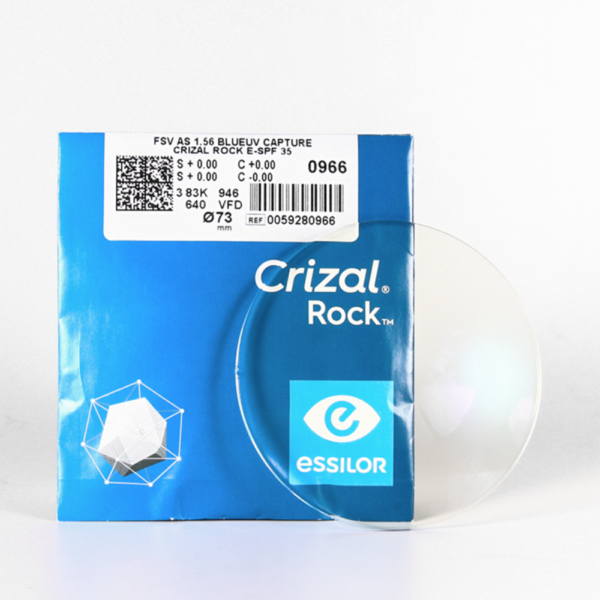 FSV AS 1.56 BLUEUV CAPTURE
CRIZAL ROCK E-SPF 35
S + 0.00 C +0.00 0966
S + 0.00 C -0.00
3 83K 946
640 VFD
Ø73
mm
REF 0059280966
Crizal®
Rock™
e
essilor